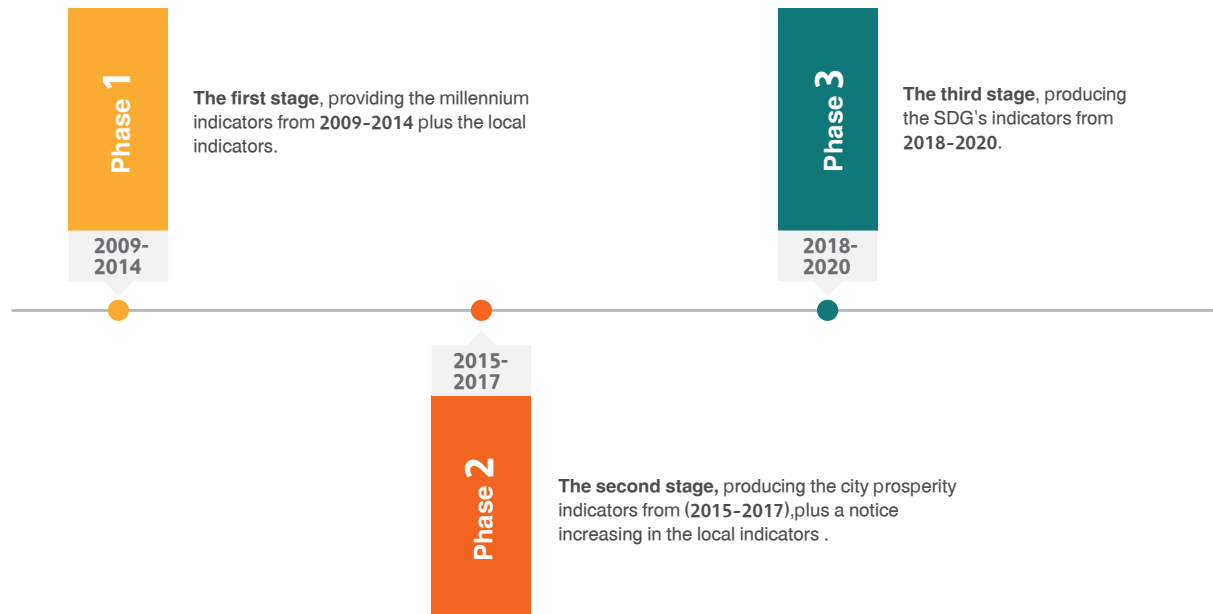 Phase 1
2009-
2014
The first stage, providing the millennium
indicators from 2009-2014 plus the local
indicators.
2015-
2017
Phase 2
The second stage, producing the city prosperity
indicators from (2015-2017),plus a notice
increasing in the local indicators .
Phase 3
2018-
2020
The third stage, producing
the SDG's indicators from
2018-2020.